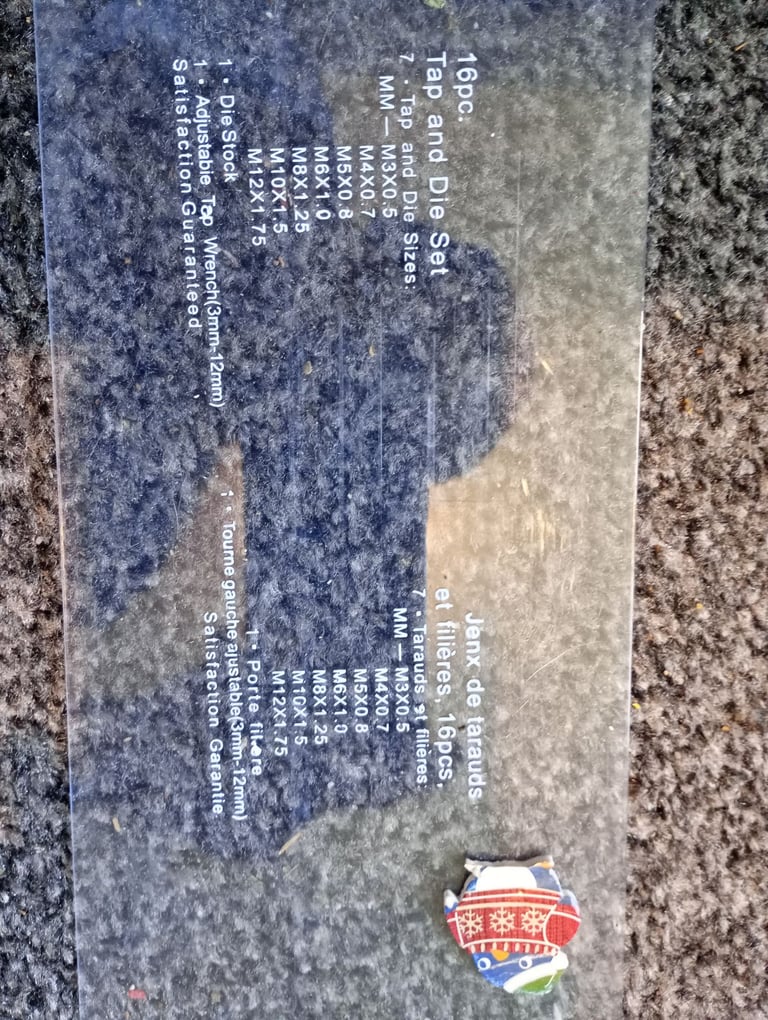 16pc.
Tap and Die Set
7 • Tap and Die Sizes:
MM — M3X0.5
M4X0.7
M5X0.8
M6X1.0
M8X1.25
M10X1.5
M12X1.75
1 • Die Stock
1 • Adjustable Tap Wrench(3mm-12mm)
Satisfaction Guaranteed
Jenx de tarauds
et filières, 16pcs,
7 • Tarauds et filières:
MM — M3X0.5
M4X0.7
M5X0.8
M6X1.0
M8X1.25
M10X1.5
M12X1.75
1 • Porte filière
1 • Tourne gauche ajustable(3mm-12mm)
Satisfaction Garantie